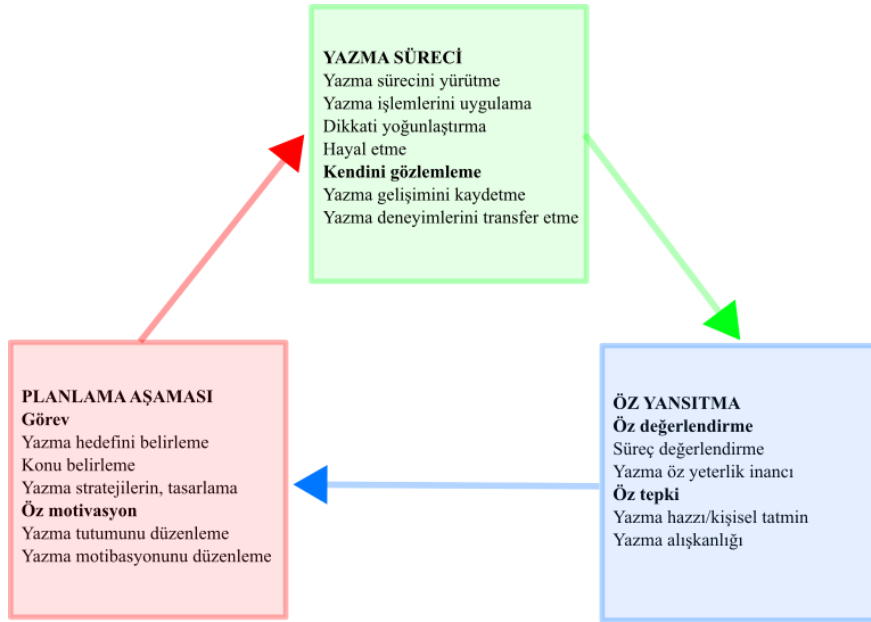 YAZMA SÜRECİ
Yazma sürecini yürütme
Yazma işlemlerini uygulama
Dikkati yoğunlaştırma
Hayal etme
Kendini gözlemleme
Yazma gelişimini kaydetme
Yazma deneyimlerini transfer etme
PLANLAMA AŞAMASI
Görev
Yazma hedefini belirleme
Konu belirleme
Yazma stratejilerin, tasarlama
Öz motivasyon
Yazma tutumunu düzenleme
Yazma motibasyonunu düzenleme
ÖZ YANSITMA
Öz değerlendirme
Süreç değerlendirme
Yazma öz yeterlik inancı
Öz tepki
Yazma hazzı/kişisel tatmin
Yazma alışkanlığı